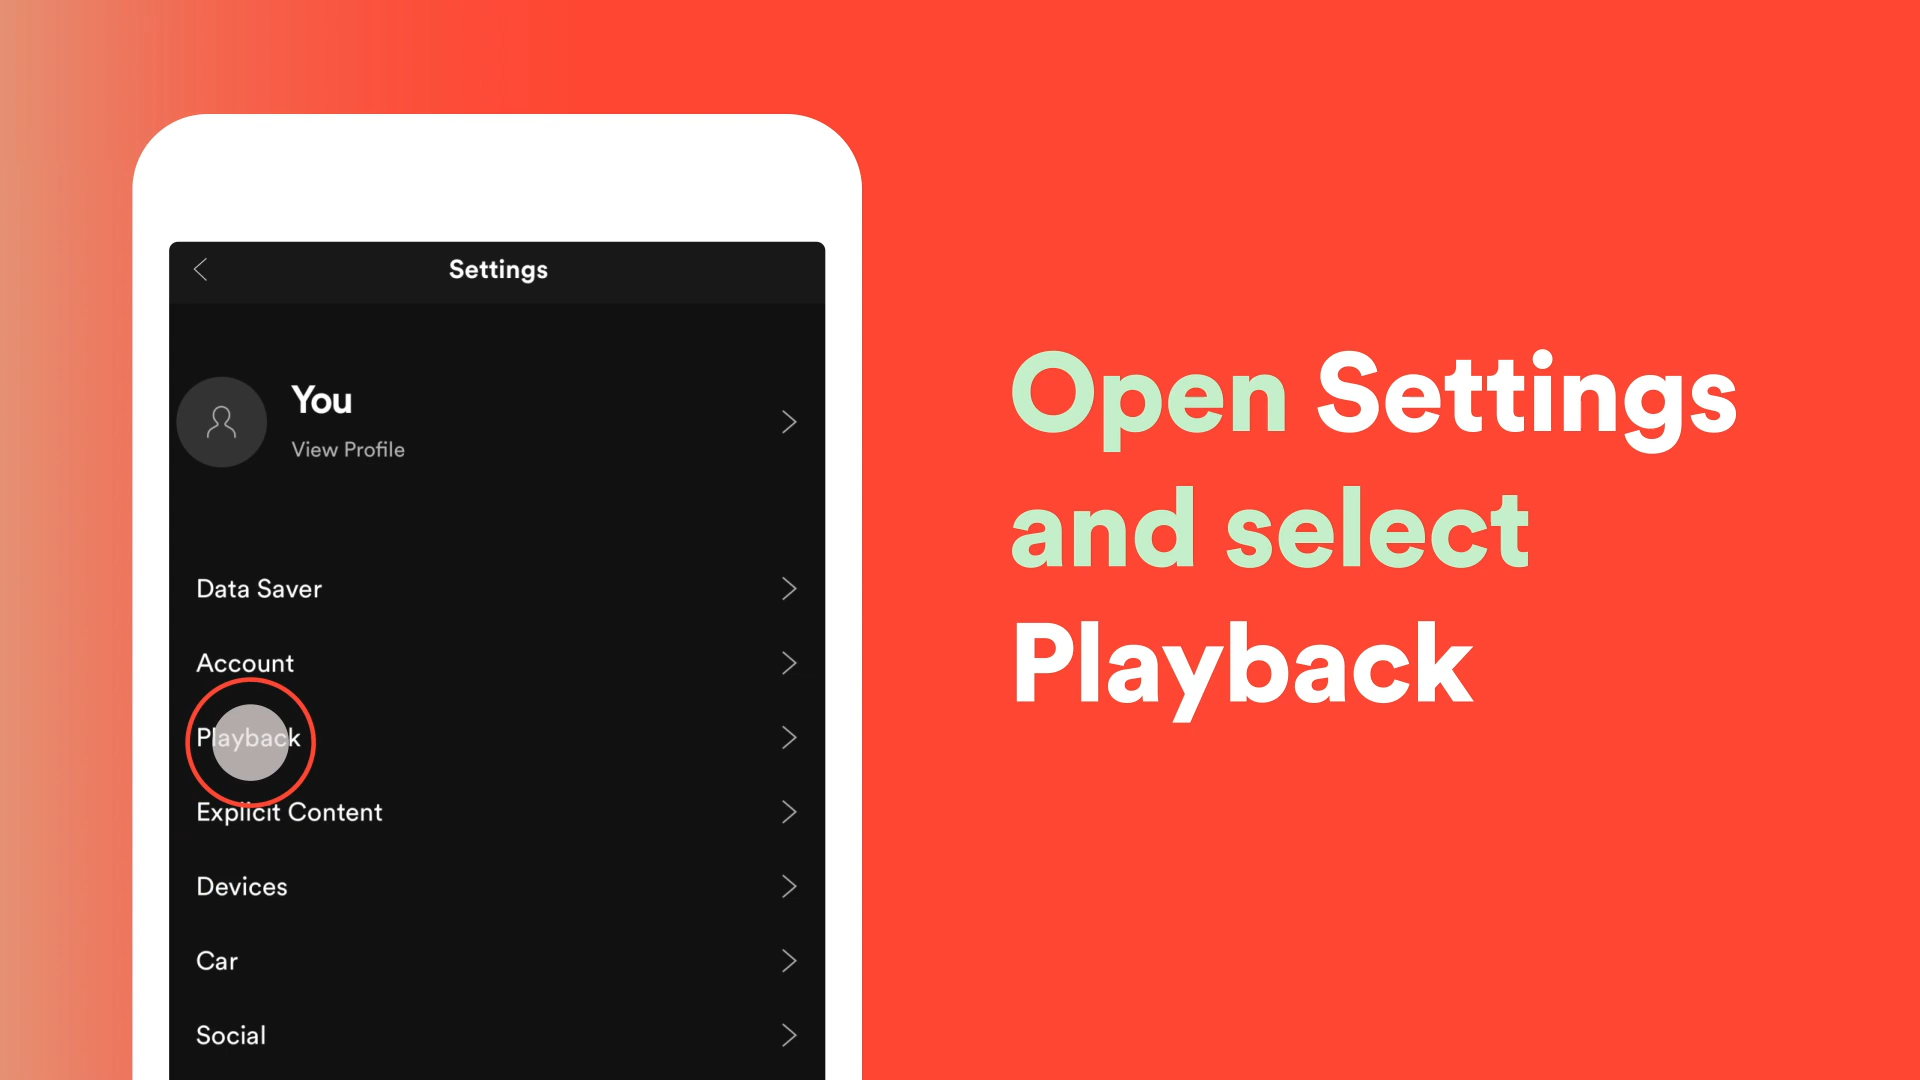 Settings
You
View Profile
Data Saver
Account
Playback
Explicit Content
Devices
Car
Social
Open Settings
and select
Playback